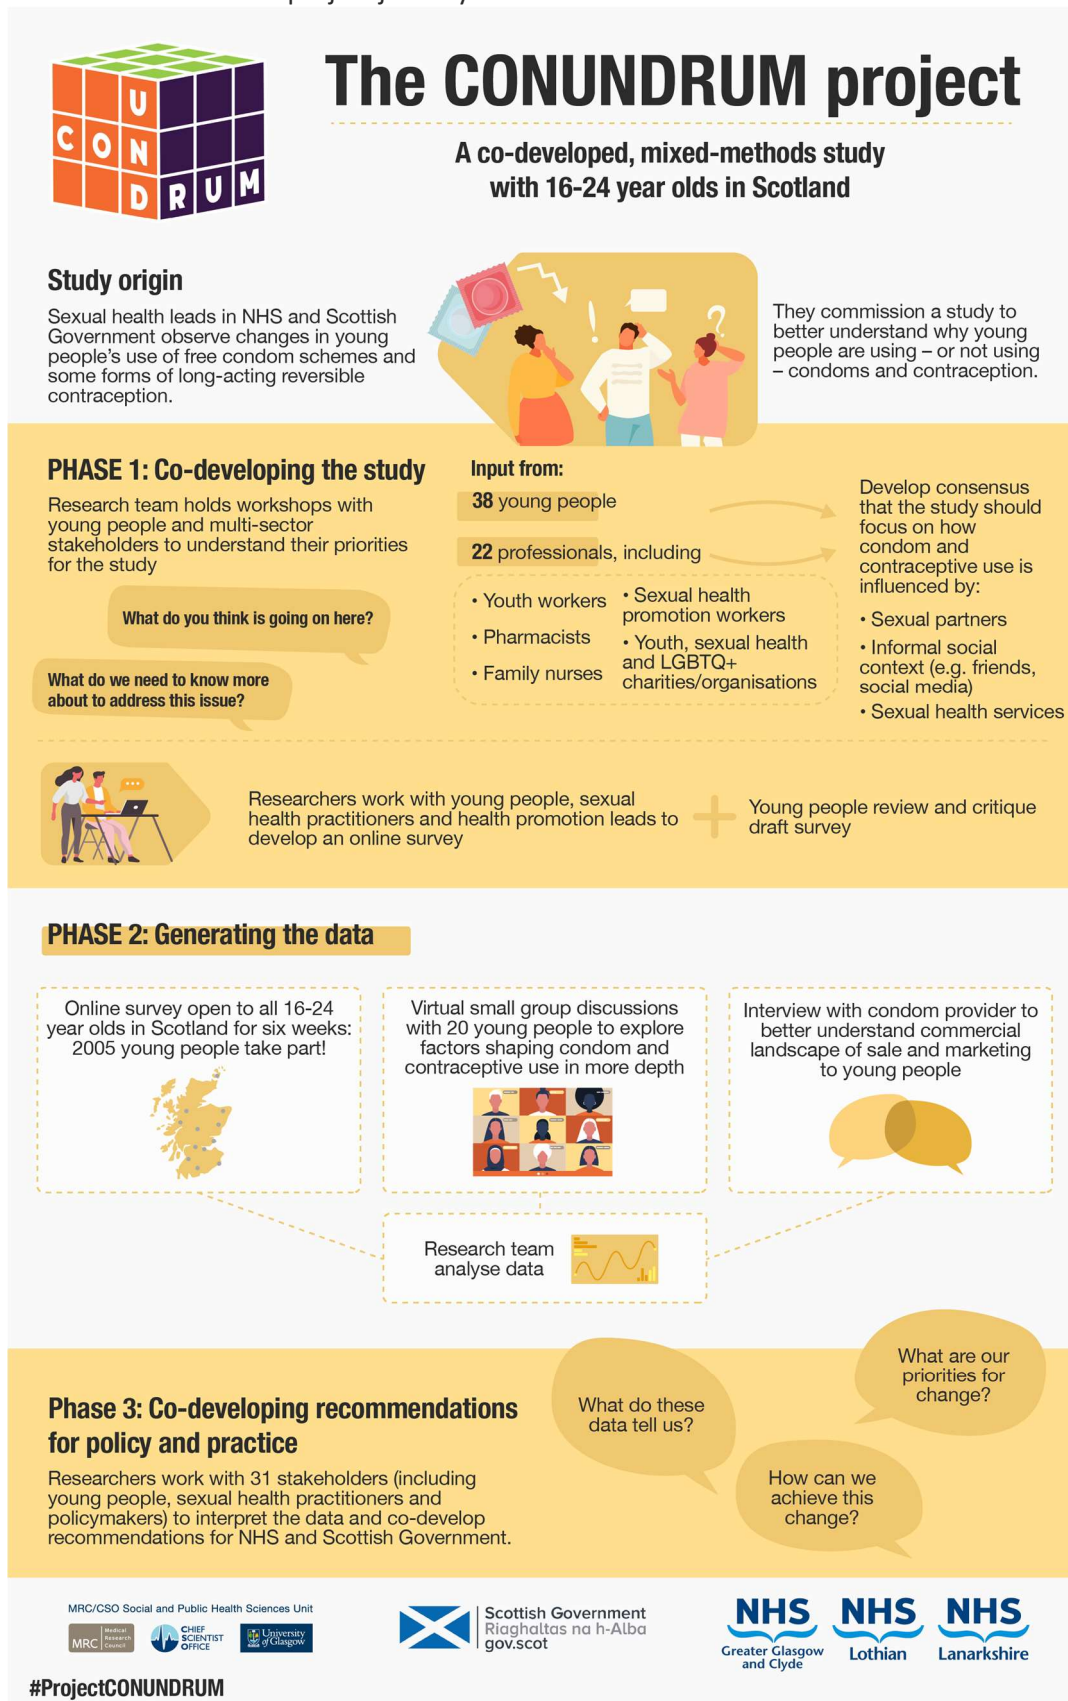 U
CON
D
RUM
The CONUNDRUM project
A co-developed, mixed-methods study
with 16-24 year olds in Scotland
Study origin
Sexual health leads in NHS and Scottish
Government observe changes in young
people's use of free condom schemes and
some forms of long-acting reversible
contraception.
They commission a study to
better understand why young
people are using – or not using
– condoms and contraception.
PHASE 1: Co-developing the study
Research team holds workshops with
young people and multi-sector
stakeholders to understand their priorities
for the study
What do you think is going on here?
What do we need to know more
about to address this issue?
Input from:
38 young people
22 professionals, including
• Youth workers
• Pharmacists
• Family nurses
• Sexual health
promotion workers
• Youth, sexual health
and LGBTQ+
charities/organisations
Develop consensus
that the study should
focus on how
condom and
contraceptive use is
influenced by:
• Sexual partners
• Informal social
context (e.g. friends,
social media)
• Sexual health services
Researchers work with young people, sexual
health practitioners and health promotion leads to
develop an online survey
+
Young people review and critique
draft survey
PHASE 2: Generating the data
Online survey open to all 16-24
year olds in Scotland for six weeks:
2005 young people take part!
Virtual small group discussions
with 20 young people to explore
factors shaping condom and
contraceptive use in more depth
Interview with condom provider to
better understand commercial
landscape of sale and marketing
to young people
Research team
analyse data
Phase 3: Co-developing recommendations
for policy and practice
Researchers work with 31 stakeholders (including
young people, sexual health practitioners and
policymakers) to interpret the data and co-develop
recommendations for NHS and Scottish Government.
What do these
data tell us?
What are our
priorities for
change?
How can we
achieve this
change?
MRC/CSO Social and Public Health Sciences Unit
MRC
Medical
Research
Council
CHIEF
SCIENTIST
OFFICE
University
of Glasgow
Scottish Government
Riaghaltas na h-Alba
gov.scot
NHS
Greater Glasgow
and Clyde
NHS
Lothian
NHS
Lanarkshire
#ProjectCONUNDRUM